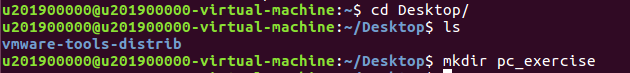 u201900000@u201900000-virtual-machine:~$ cd Desktop/
u201900000@u201900000-virtual-machine:~/Desktop$ ls
vmware-tools-distrib
u201900000@u201900000-virtual-machine:~/Desktop$ mkdir pc_exercise